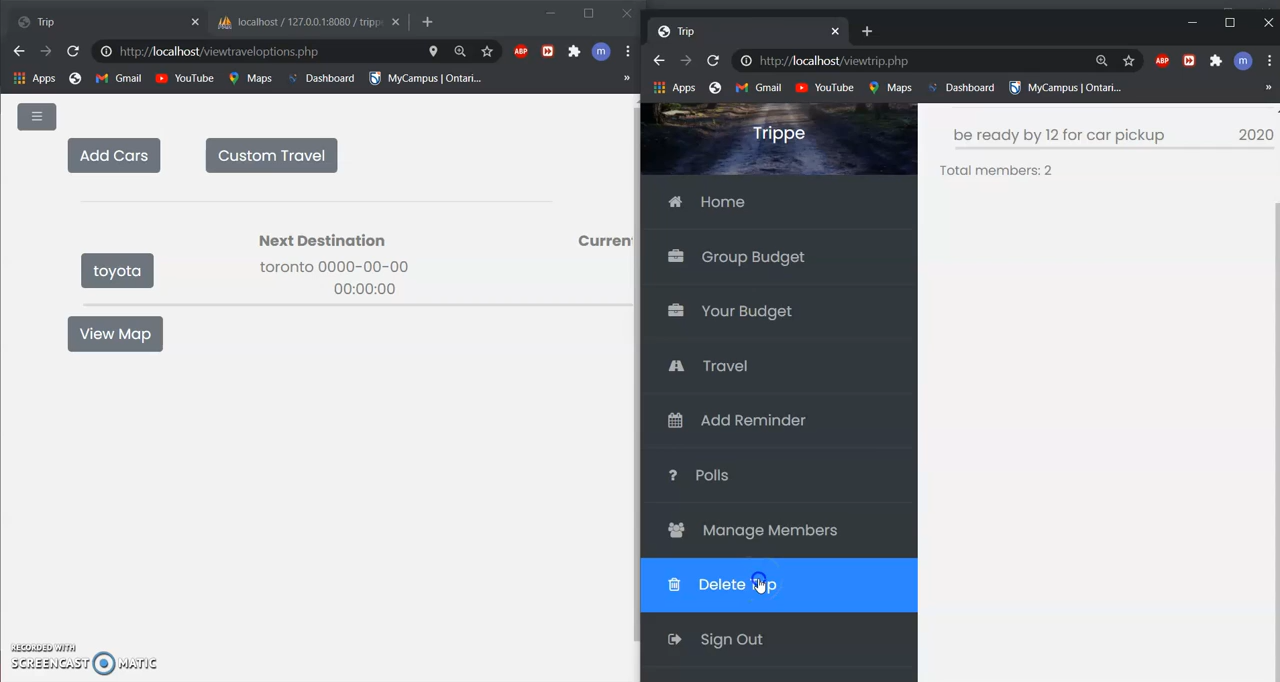 Trip
localhost / 127.0.0.1:8080 / tripp
http://localhost/viewtraveloptions.php
ABP
m
Apps
Gmail
YouTube
Maps
Dashboard
MyCampus | Ontari...
»
Add Cars
Custom Travel
Next Destination
Current
toyota
toronto 0000-00-00
00:00:00
View Map
RECORDED WITH
SCREENCAST MATIC
Trip
http://localhost/viewtrip.php
ABP
m
Apps
Gmail
YouTube
Maps
Dashboard
MyCampus | Ontari...
»
Trippe
Home
Group Budget
Your Budget
Travel
Add Reminder
? Polls
Manage Members
Delete Trip
Sign Out
be ready by 12 for car pickup 2020
Total members: 2